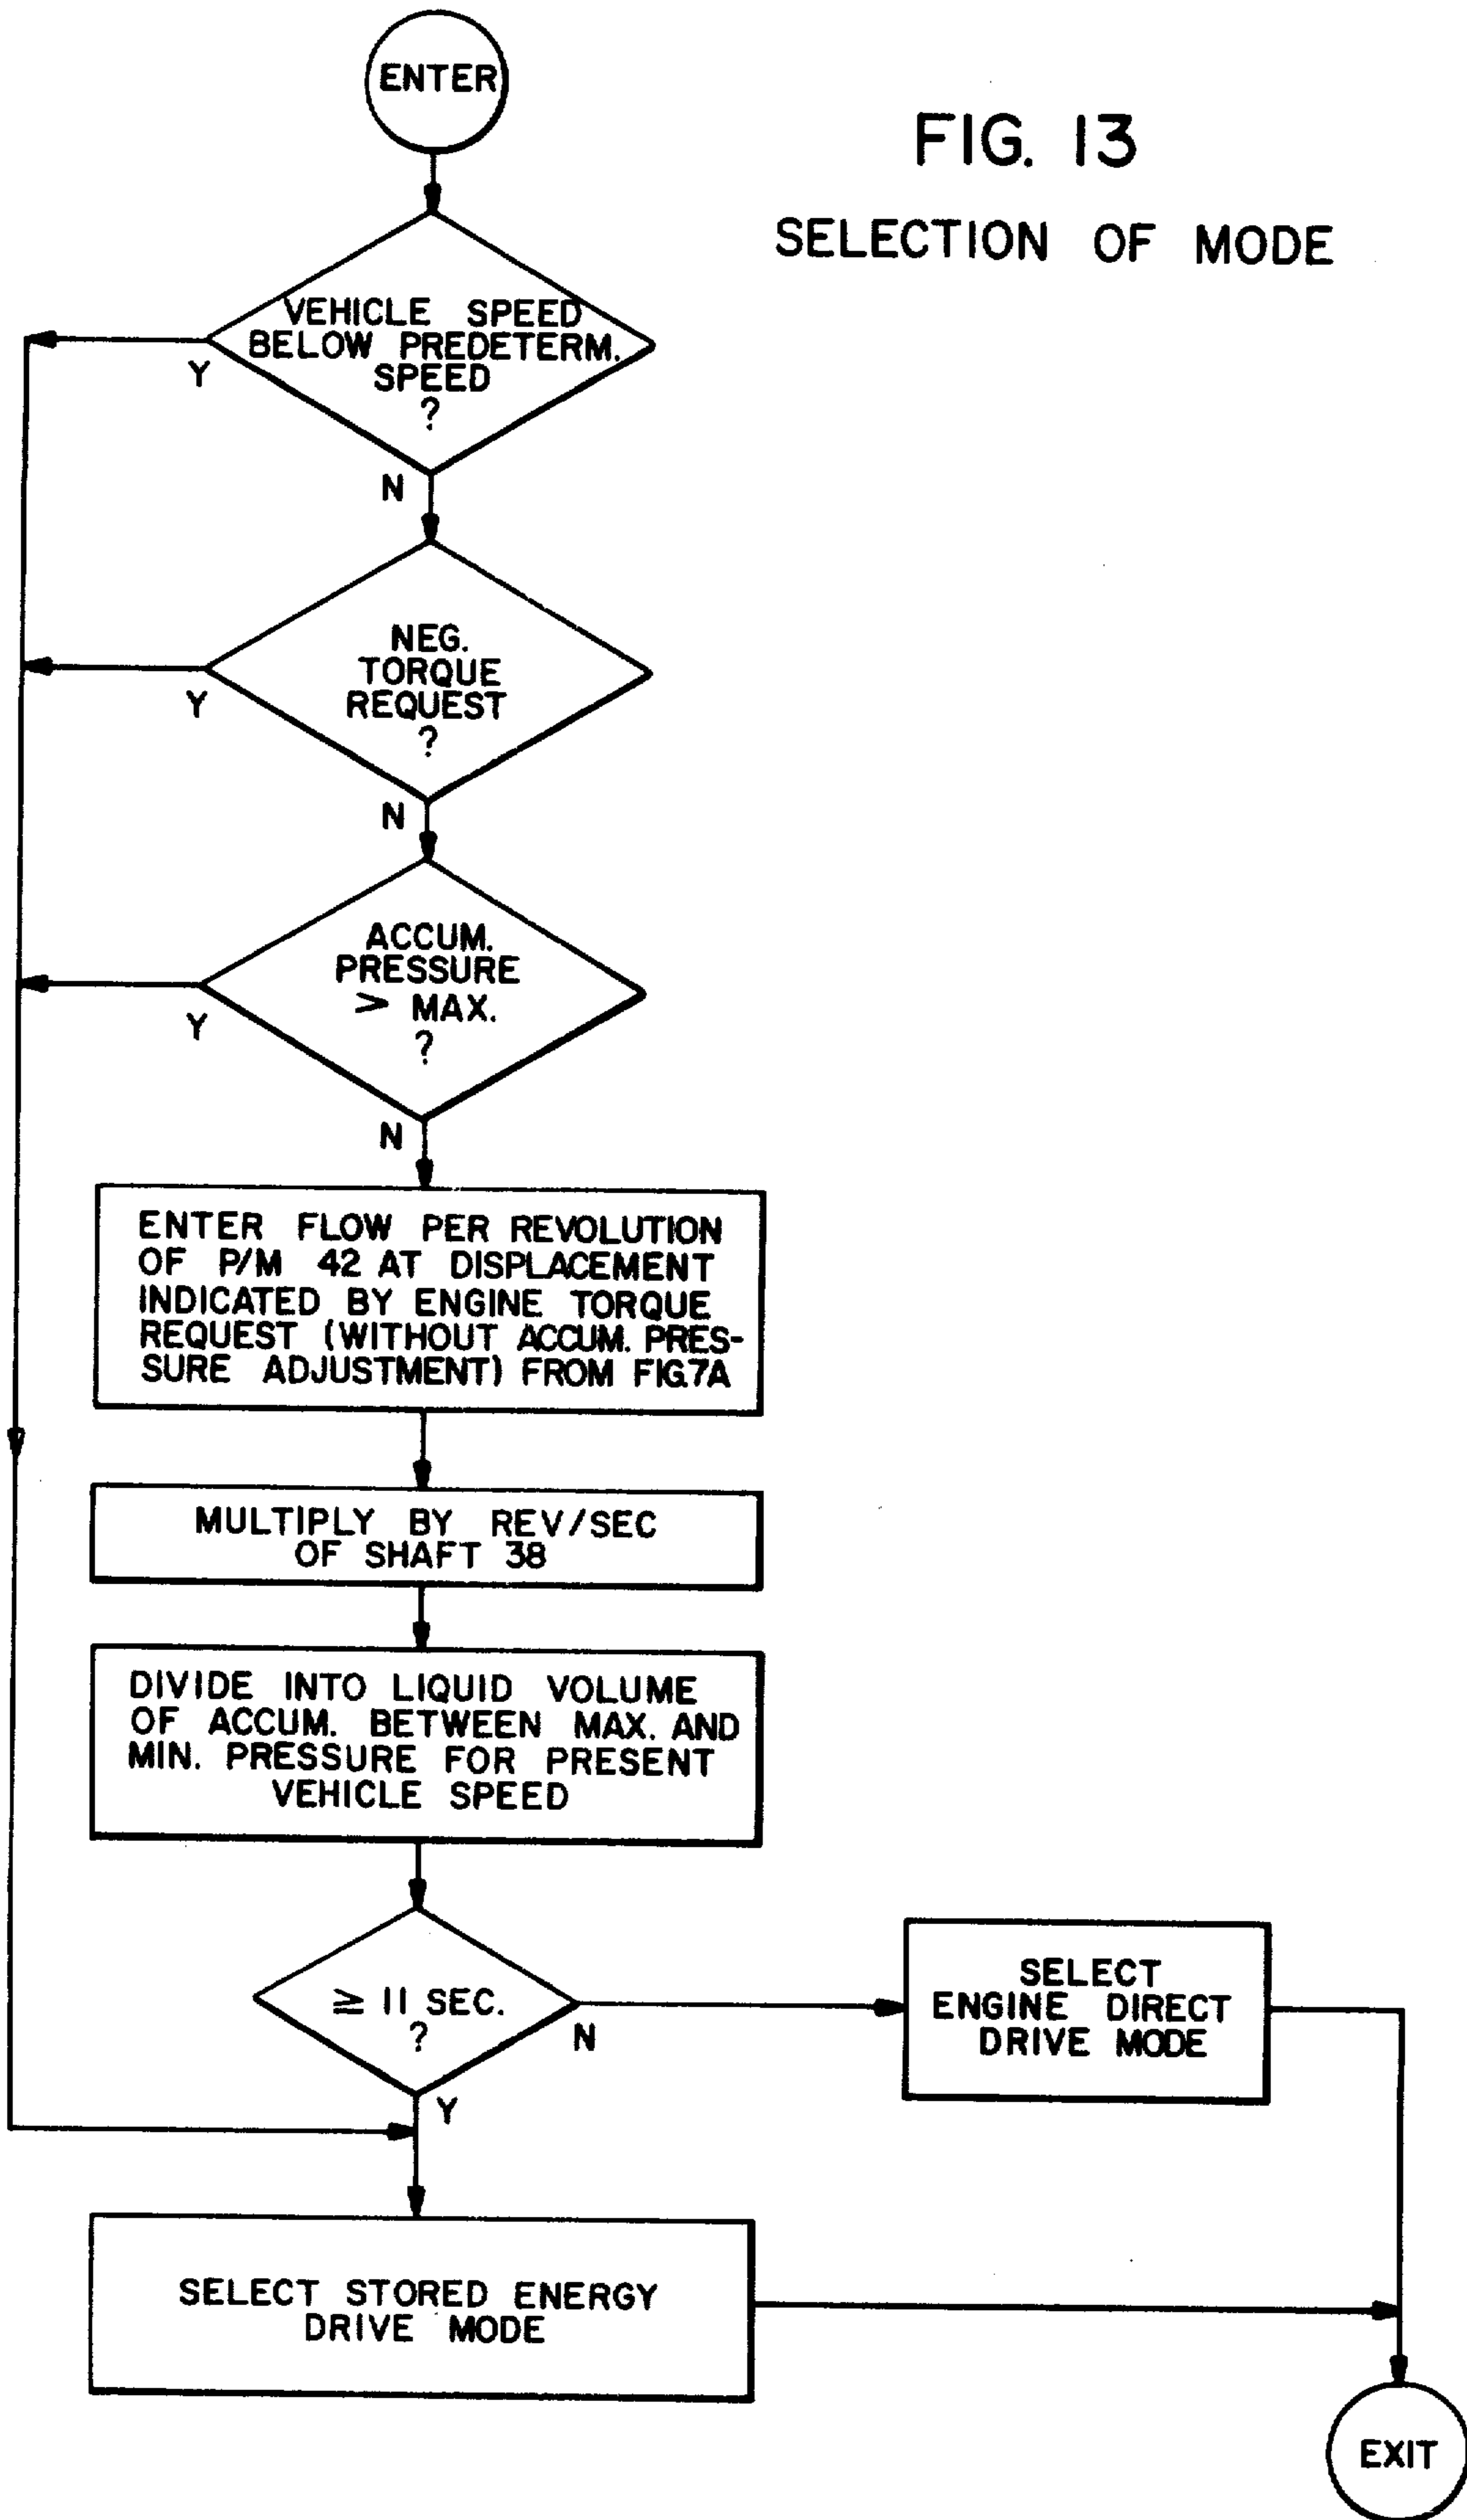 ENTER
FIG. 13
SELECTION OF MODE
VEHICLE SPEED
BELOW PREDETERM.
SPEED
?
Y
N
NEG.
TORQUE
REQUEST
?
Y
N
ACCUM.
PRESSURE
> MAX.
?
Y
N
ENTER FLOW PER REVOLUTION
OF P/M 42 AT DISPLACEMENT
INDICATED BY ENGINE TORQUE
REQUEST (WITHOUT ACCUM. PRES-
SURE ADJUSTMENT) FROM FIG.7A
MULTIPLY BY REV/SEC
OF SHAFT 38
DIVIDE INTO LIQUID VOLUME
OF ACCUM. BETWEEN MAX. AND
MIN. PRESSURE FOR PRESENT
VEHICLE SPEED
≧ 11 SEC.
?
N
Y
SELECT
ENGINE DIRECT
DRIVE MODE
SELECT STORED ENERGY
DRIVE MODE
EXIT